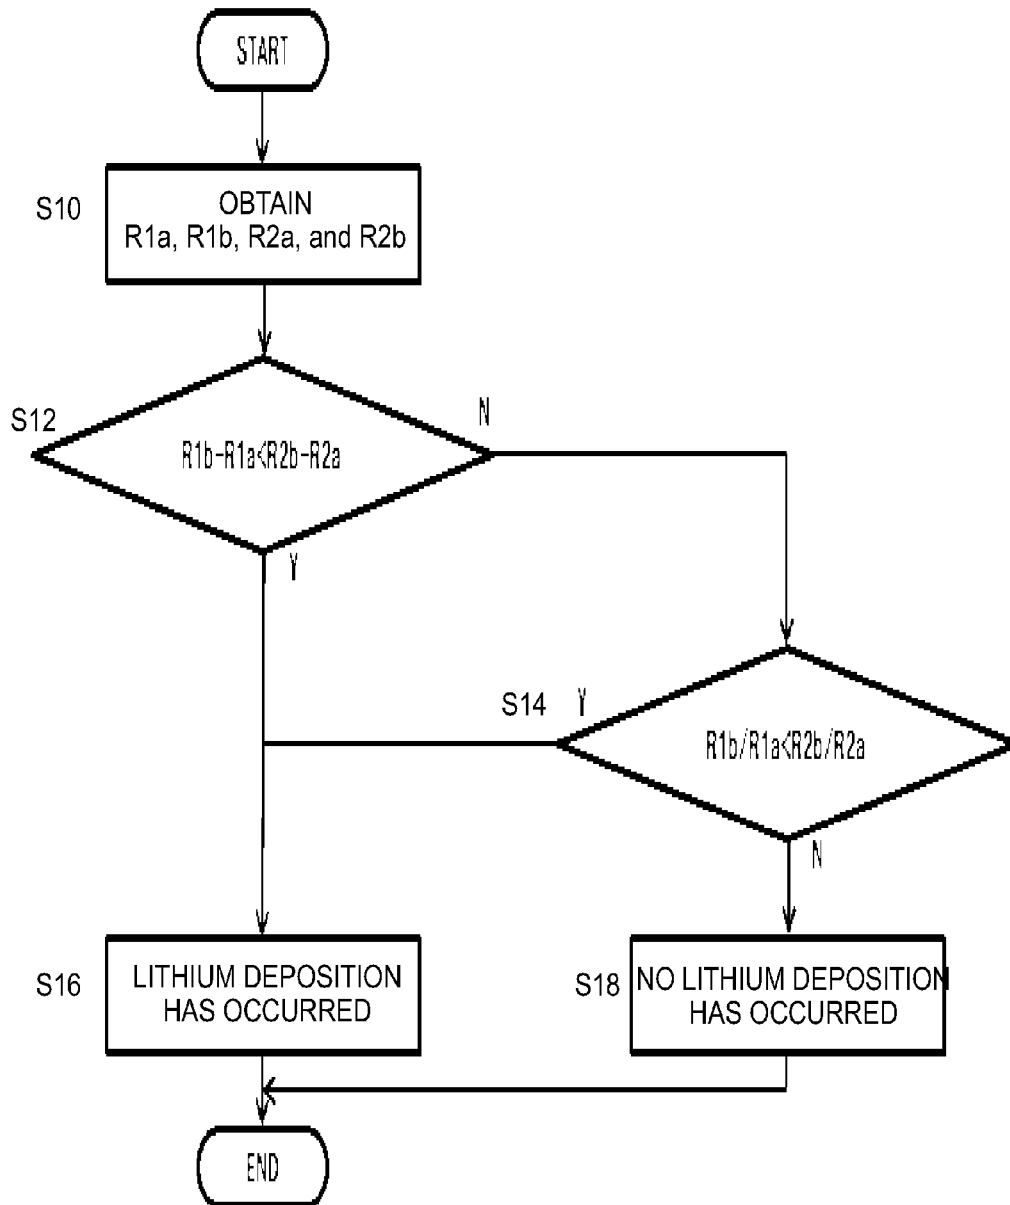 START
S10
OBTAIN
R1a, R1b, R2a, and R2b
S12
R1b-R1a<R2b-R2a
N
Y
S14
Y
R1b/R1a<R2b/R2a
N
S16
LITHIUM DEPOSITION
HAS OCCURRED
S18
NO LITHIUM DEPOSITION
HAS OCCURRED
END